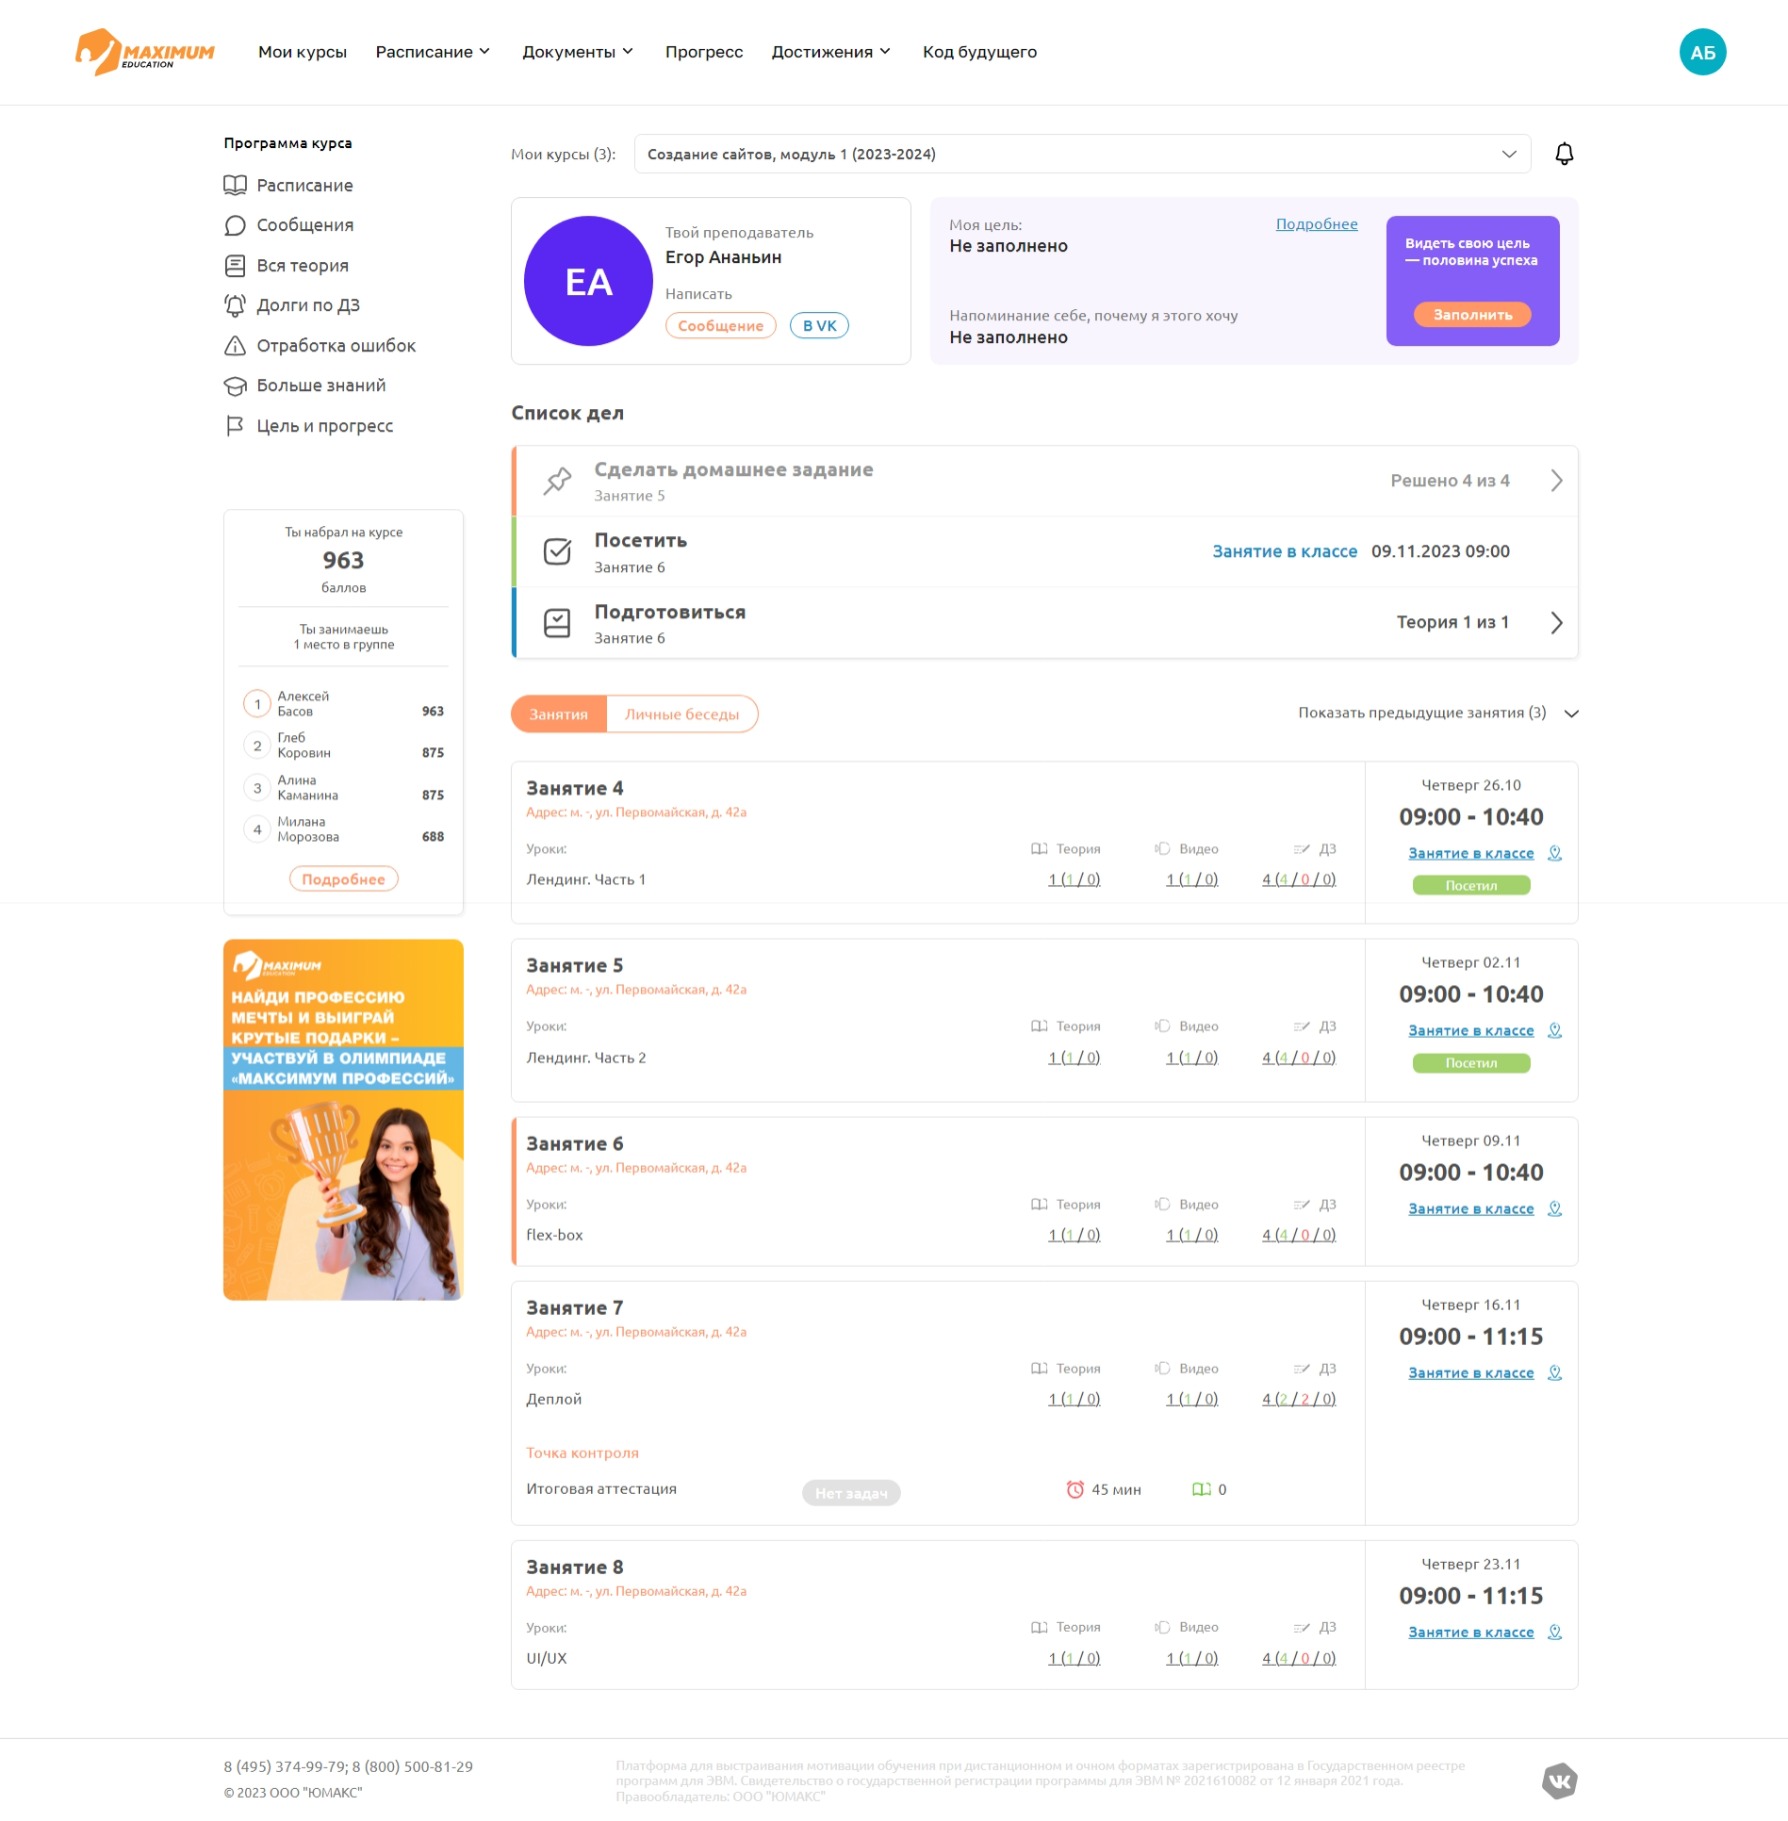 MAXIMUM
EDUCATION
Мои курсы
Расписание
Документы
Прогресс
Достижения
Код будущего
АБ
Программа курса
Расписание
Сообщения
Вся теория
Долги по ДЗ
Отработка ошибок
Больше знаний
Цель и прогресс
Ты набрал на курсе
963
баллов
Ты занимаешь
1 место в группе
1 Алексей
Басов 963
2 Глеб
Коровин 875
3 Алина
Каманина 875
4 Милана
Морозова 688
Подробнее
MAXIMUM
EDUCATION
НАЙДИ ПРОФЕССИЮ
МЕЧТЫ И ВЫИГРАЙ
КРУТЫЕ ПОДАРКИ –
УЧАСТВУЙ В ОЛИМПИАДЕ
«МАКСИМУМ ПРОФЕССИЙ»
Мои курсы (3):
Создание сайтов, модуль 1 (2023-2024)
ЕА
Твой преподаватель
Егор Ананьин
Написать
Сообщение
В VK
Моя цель:
Подробнее
Не заполнено
Напоминание себе, почему я этого хочу
Не заполнено
Видеть свою цель
— половина успеха
Заполнить
Список дел
Сделать домашнее задание
Занятие 5
Решено 4 из 4
Посетить
Занятие 6
Занятие в классе 09.11.2023 09:00
Подготовиться
Занятие 6
Теория 1 из 1
Занятия
Личные беседы
Показать предыдущие занятия (3)
Занятие 4
Адрес: м. -, ул. Первомайская, д. 42а
Уроки: Теория Видео ДЗ
Лендинг. Часть 1 1 (1 / 0) 1 (1 / 0) 4 (4 / 0 / 0)
Четверг 26.10
09:00 - 10:40
Занятие в классе
Посетил
Занятие 5
Адрес: м. -, ул. Первомайская, д. 42а
Уроки: Теория Видео ДЗ
Лендинг. Часть 2 1 (1 / 0) 1 (1 / 0) 4 (4 / 0 / 0)
Четверг 02.11
09:00 - 10:40
Занятие в классе
Посетил
Занятие 6
Адрес: м. -, ул. Первомайская, д. 42а
Уроки: Теория Видео ДЗ
flex-box 1 (1 / 0) 1 (1 / 0) 4 (4 / 0 / 0)
Четверг 09.11
09:00 - 10:40
Занятие в классе
Занятие 7
Адрес: м. -, ул. Первомайская, д. 42а
Уроки: Теория Видео ДЗ
Деплой 1 (1 / 0) 1 (1 / 0) 4 (2 / 2 / 0)
Точка контроля
Итоговая аттестация Нет задач 45 мин 0
Четверг 16.11
09:00 - 11:15
Занятие в классе
Занятие 8
Адрес: м. -, ул. Первомайская, д. 42а
Уроки: Теория Видео ДЗ
UI/UX 1 (1 / 0) 1 (1 / 0) 4 (4 / 0 / 0)
Четверг 23.11
09:00 - 11:15
Занятие в классе
8 (495) 374-99-79; 8 (800) 500-81-29
© 2023 ООО "ЮМАКС"
Платформа для выстраивания мотивации обучения при дистанционном и очном форматах зарегистрирована в Государственном реестре
программ для ЭВМ. Свидетельство о государственной регистрации программы для ЭВМ № 2021610082 от 12 января 2021 года.
Правообладатель: ООО "ЮМАКС"